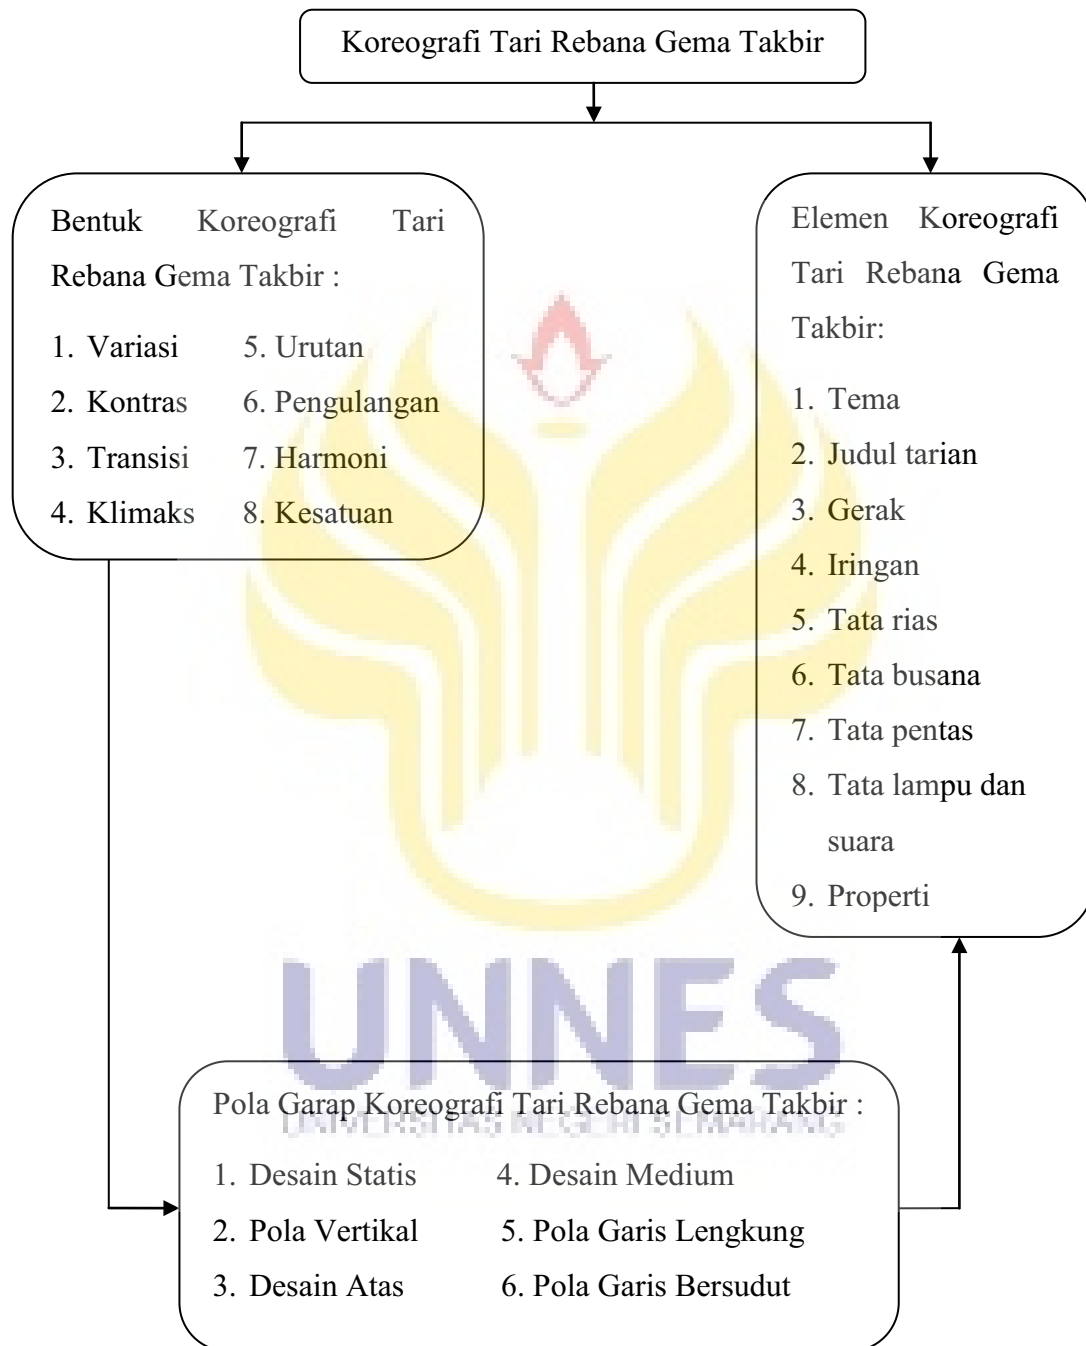 Koreografi Tari Rebana Gema Takbir
Bentuk Koreografi Tari
Rebana Gema Takbir :
1. Variasi 5. Urutan
2. Kontras 6. Pengulangan
3. Transisi 7. Harmoni
4. Klimaks 8. Kesatuan
Elemen Koreografi
Tari Rebana Gema
Takbir:
1. Tema
2. Judul tarian
3. Gerak
4. Iringan
5. Tata rias
6. Tata busana
7. Tata pentas
8. Tata lampu dan
suara
9. Properti
UNNES
Pola Garap Koreografi Tari Rebana Gema Takbir :
UNIVERSITAS NEGERI SEMARANG
1. Desain Statis 4. Desain Medium
2. Pola Vertikal 5. Pola Garis Lengkung
3. Desain Atas 6. Pola Garis Bersudut